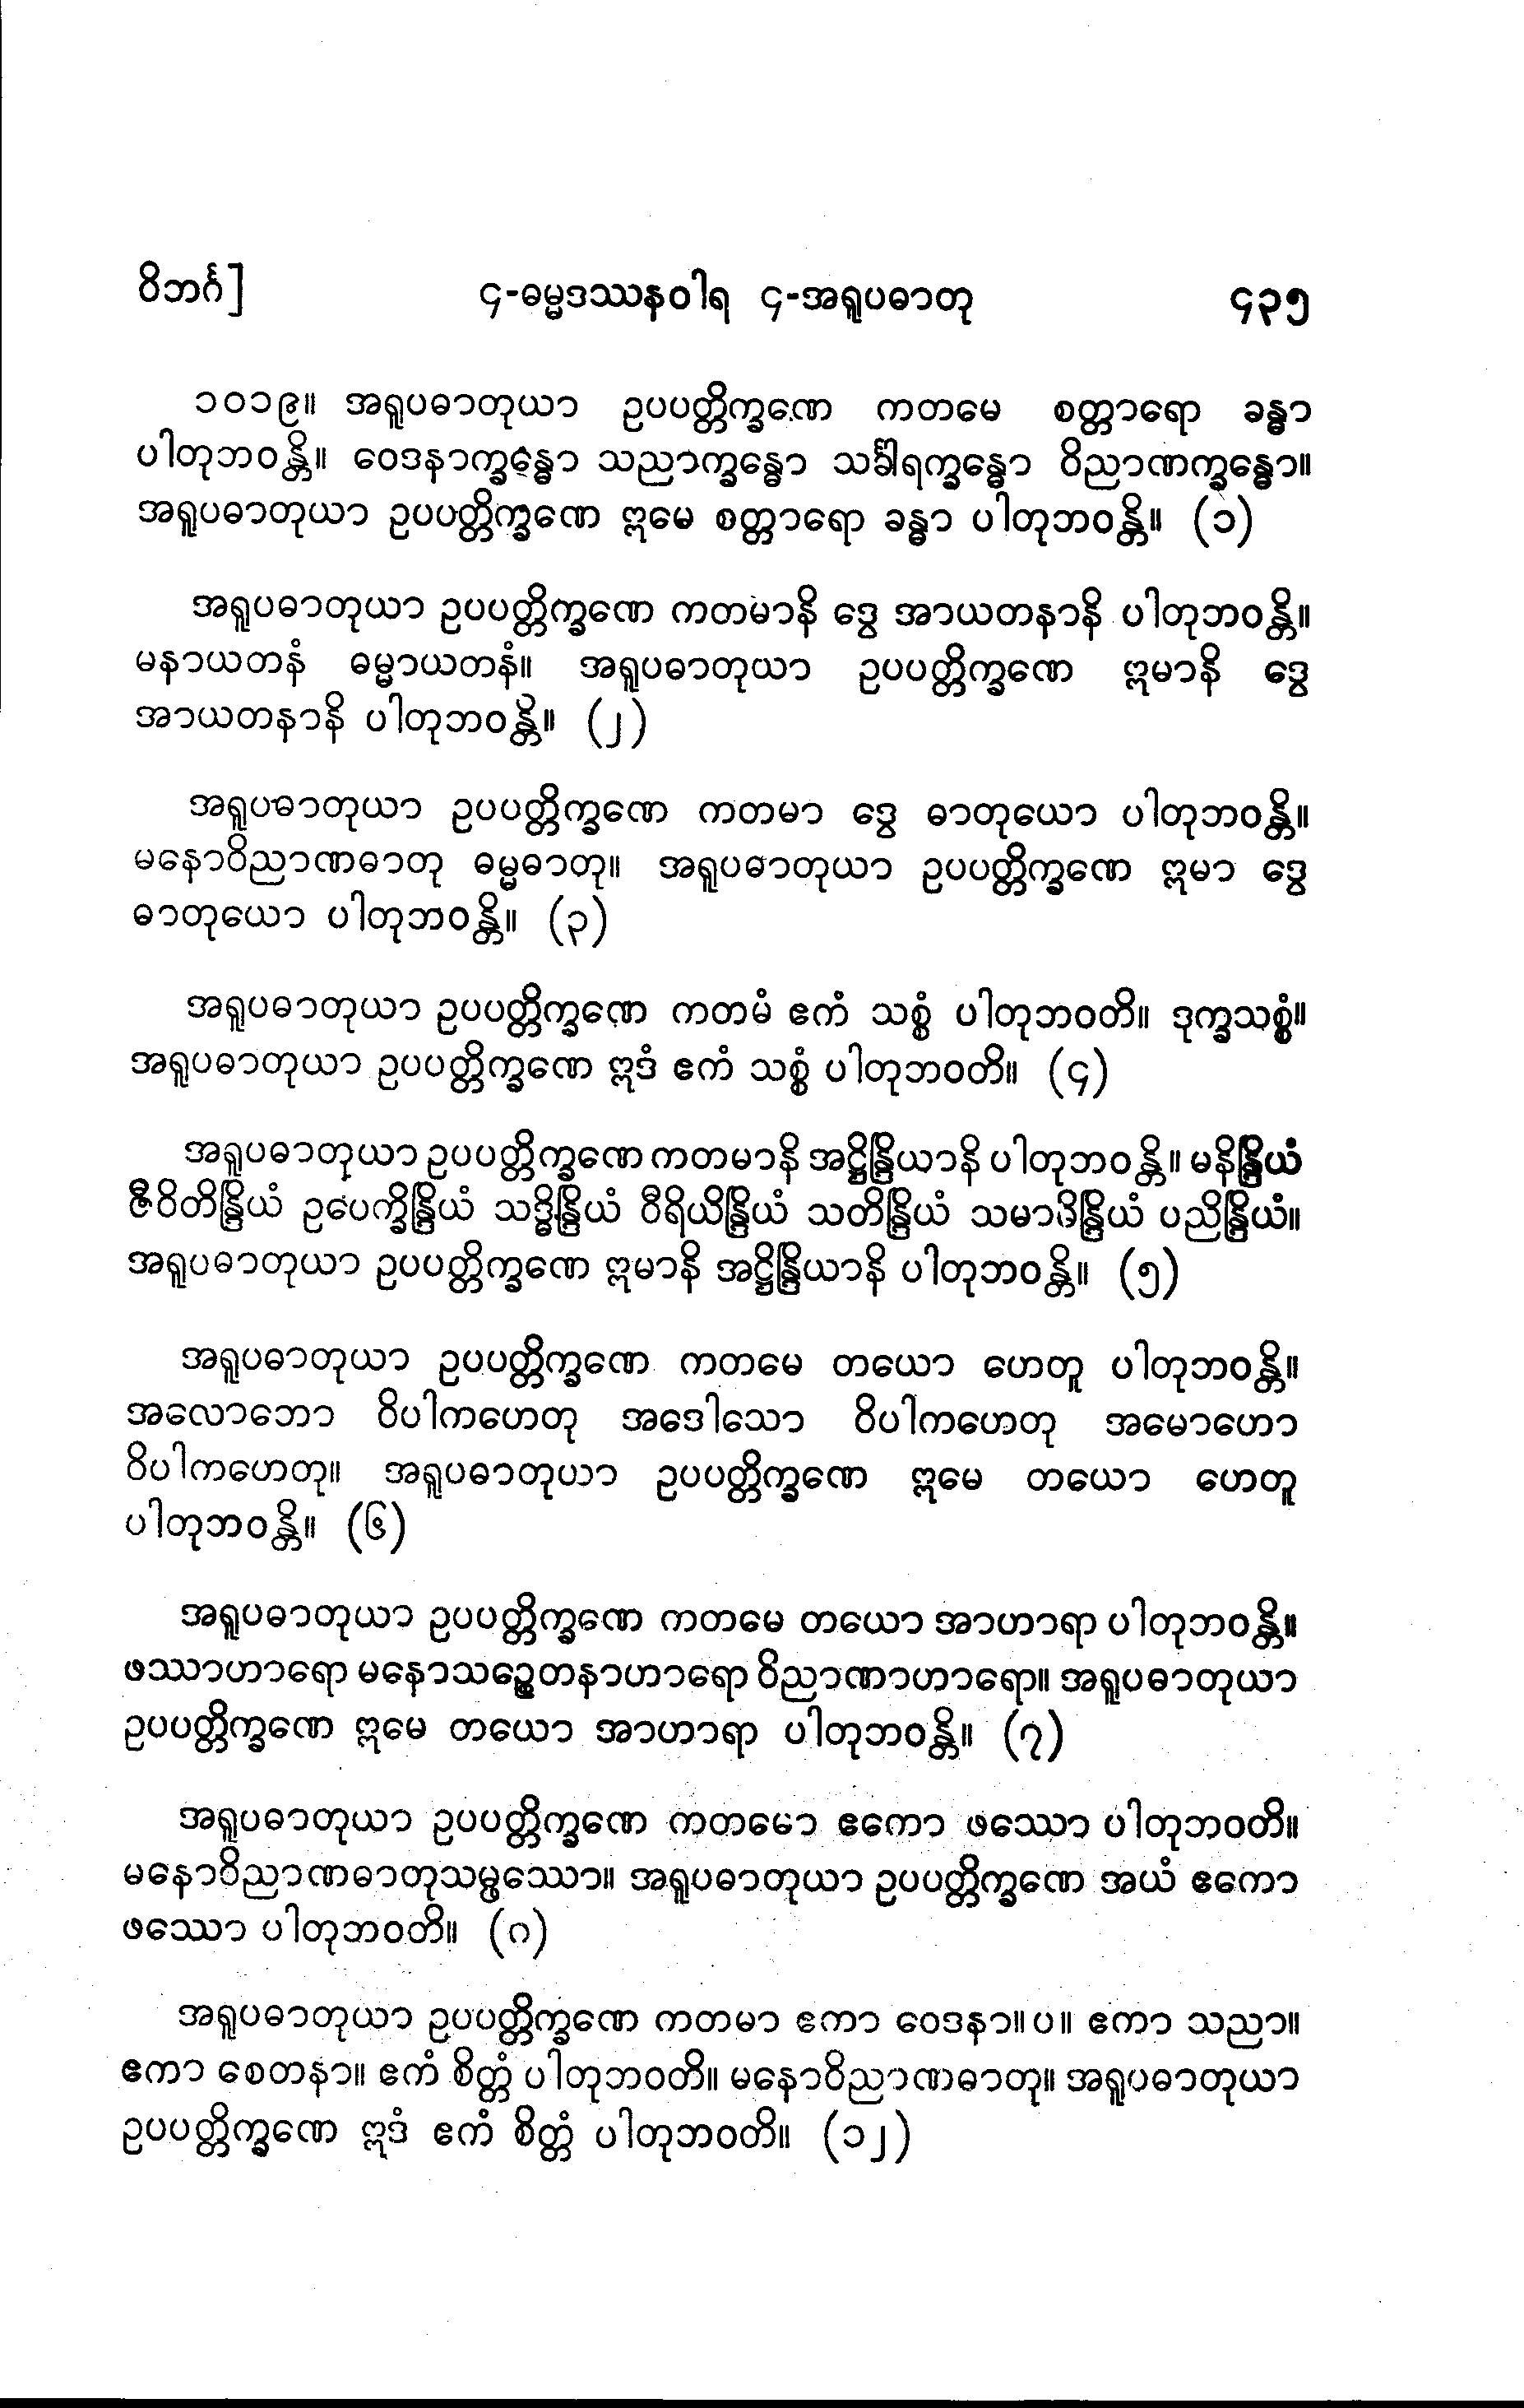 ဝိဘင်္ဂ] ၄-ဓမ္မဒဿနဝါရ ၄-အရူပဓာတု ၄၃၅
၁၀၁၉။ အရူပဓာတုယာ ဥပပတ္တိက္ခဏေ ကတမေ စတ္တာရော ခန္ဓာ
ပါတုဘဝန္တိ။ ဝေဒနာက္ခန္ဓော သညာက္ခန္ဓော သင်္ခါရက္ခန္ဓော ဝိညာဏက္ခန္ဓော။
အရူပဓာတုယာ ဥပပတ္တိက္ခဏေ ဣမေ စတ္တာရော ခန္ဓာ ပါတုဘဝန္တိ။ (၁)
အရူပဓာတုယာ ဥပပတ္တိက္ခဏေ ကတမာနိ ဒွေ အာယတနာနိ ပါတုဘဝန္တိ။
မနာယတနံ ဓမ္မာယတနံ။ အရူပဓာတုယာ ဥပပတ္တိက္ခဏေ ဣမာနိ ဒွေ
အာယတနာနိ ပါတုဘဝန္တိ။ (၂)
အရူပဓာတုယာ ဥပပတ္တိက္ခဏေ ကတမာ ဒွေ ဓာတုယော ပါတုဘဝန္တိ။
မနောဝိညာဏဓာတု ဓမ္မဓာတု။ အရူပဓာတုယာ ဥပပတ္တိက္ခဏေ ဣမာ ဒွေ
ဓာတုယော ပါတုဘဝန္တိ။ (၃)
အရူပဓာတုယာ ဥပပတ္တိက္ခဏေ ကတမံ ဧကံ သစ္စံ ပါတုဘဝတိ။ ဒုက္ခသစ္စံ။
အရူပဓာတုယာ ဥပပတ္တိက္ခဏေ ဣဒံ ဧကံ သစ္စံ ပါတုဘဝတိ။ (၄)
အရူပဓာတုယာ ဥပပတ္တိက္ခဏေ ကတမာနိ အဋ္ဌိန္ဒြိယာနိ ပါတုဘဝန္တိ။ မနိန္ဒြိယံ
ဇီဝိတိန္ဒြိယံ ဥပေက္ခိန္ဒြိယံ သဒ္ဓိန္ဒြိယံ ဝီရိယိန္ဒြိယံ သတိန္ဒြိယံ သမာဓိန္ဒြိယံ ပညိန္ဒြိယံ။
အရူပဓာတုယာ ဥပပတ္တိက္ခဏေ ဣမာနိ အဋ္ဌိန္ဒြိယာနိ ပါတုဘဝန္တိ။ (၅)
အရူပဓာတုယာ ဥပပတ္တိက္ခဏေ ကတမေ တယော ဟေတူ ပါတုဘဝန္တိ။
အလောဘော ဝိပါကဟေတု အဒေါသော ဝိပါကဟေတု အမောဟော
ဝိပါကဟေတု။ အရူပဓာတုယာ ဥပပတ္တိက္ခဏေ ဣမေ တယော ဟေတူ
ပါတုဘဝန္တိ။ (၆)
အရူပဓာတုယာ ဥပပတ္တိက္ခဏေ ကတမေ တယော အာဟာရာ ပါတုဘဝန္တိ။
ဖဿာဟာရော မနောသဉ္စေတနာဟာရော ဝိညာဏာဟာရော။ အရူပဓာတုယာ
ဥပပတ္တိက္ခဏေ ဣမေ တယော အာဟာရာ ပါတုဘဝန္တိ။ (၇)
အရူပဓာတုယာ ဥပပတ္တိက္ခဏေ ကတမော ဧကော ဖဿော ပါတုဘဝတိ။
မနောဝိညာဏဓာတုသမ္ဖဿော။ အရူပဓာတုယာ ဥပပတ္တိက္ခဏေ အယံ ဧကော
ဖဿော ပါတုဘဝတိ။ (၈)
အရူပဓာတုယာ ဥပပတ္တိက္ခဏေ ကတမာ ဧကာ ဝေဒနာ။ပ။ ဧကာ သညာ။
ဧကာ စေတနာ။ ဧကံ စိတ္တံ ပါတုဘဝတိ။ မနောဝိညာဏဓာတု။ အရူပဓာတုယာ
ဥပပတ္တိက္ခဏေ ဣဒံ ဧကံ စိတ္တံ ပါတုဘဝတိ။ (၁၂)